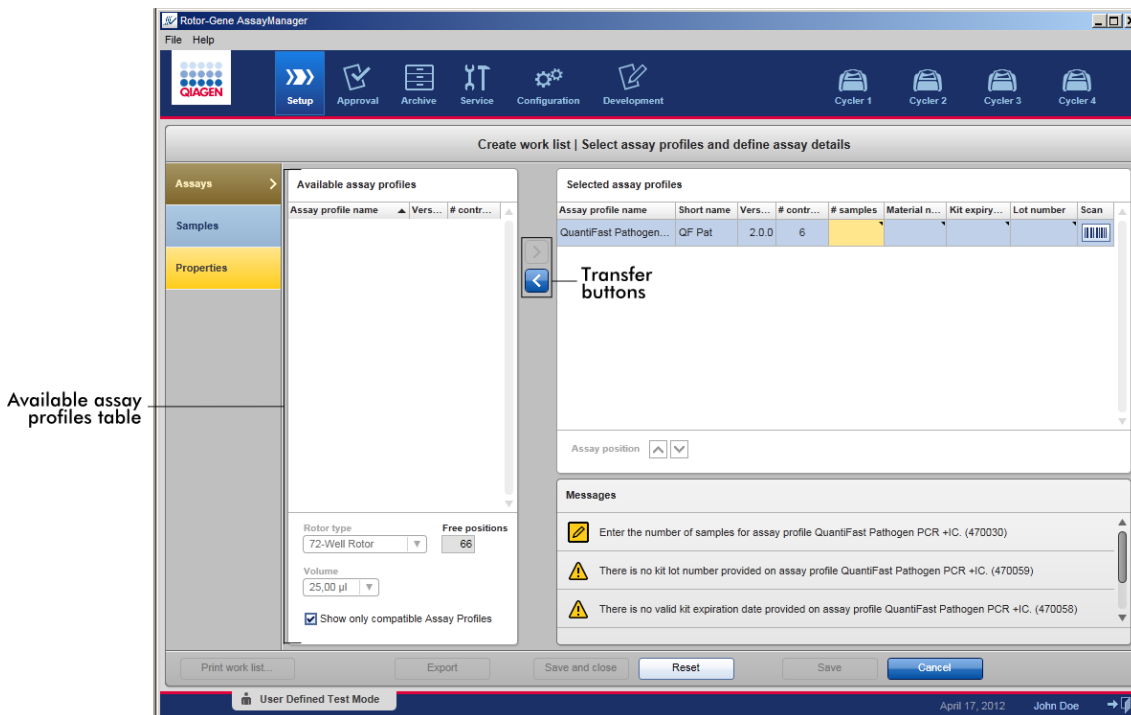 Rotor-Gene AssayManager
File Help
QIAGEN
Setup Approval Archive Service Configuration Development Cycler 1 Cycler 2 Cycler 3 Cycler 4
Create work list | Select assay profiles and define assay details
Assays
Samples
Properties
Available assay profiles
Assay profile name Vers... # contr...
Selected assay profiles
Assay profile name Short name Vers... # contr... # samples Material n... Kit expiry... Lot number Scan
QuantiFast Pathogen... QF Pat 2.0.0 6
Transfer
buttons
Available assay
profiles table
Assay position
Rotor type Free positions
72-Well Rotor 66
Volume
25,00 µl
Show only compatible Assay Profiles
Messages
Enter the number of samples for assay profile QuantiFast Pathogen PCR +IC. (470030)
There is no kit lot number provided on assay profile QuantiFast Pathogen PCR +IC. (470059)
There is no valid kit expiration date provided on assay profile QuantiFast Pathogen PCR +IC. (470058)
Print work list... Export Save and close Reset Save Cancel
User Defined Test Mode
April 17, 2012 John Doe